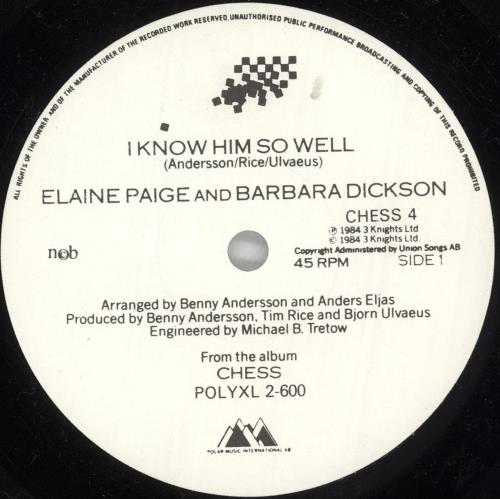 ALL RIGHTS OF THE OWNER AND OF THE MANUFACTURER OF THE RECORDED WORK RESERVED. UNAUTHORISED PUBLIC PERFORMANCE BROADCASTING AND COPYING OF THIS RECORD PROHIBITED
I KNOW HIM SO WELL
(Andersson/Rice/Ulvaeus)
ELAINE PAIGE AND BARBARA DICKSON
CHESS 4
℗ 1984 3 Knights Ltd
© 1984 3 Knights Ltd.
Copyright Administered by Union Songs AB
n©b
45 RPM SIDE 1
Arranged by Benny Andersson and Anders Eljas
Produced by Benny Andersson, Tim Rice and Bjorn Ulvaeus
Engineered by Michael B. Tretow
From the album
CHESS
POLYXL 2-600
POLAR MUSIC INTERNATIONAL AB